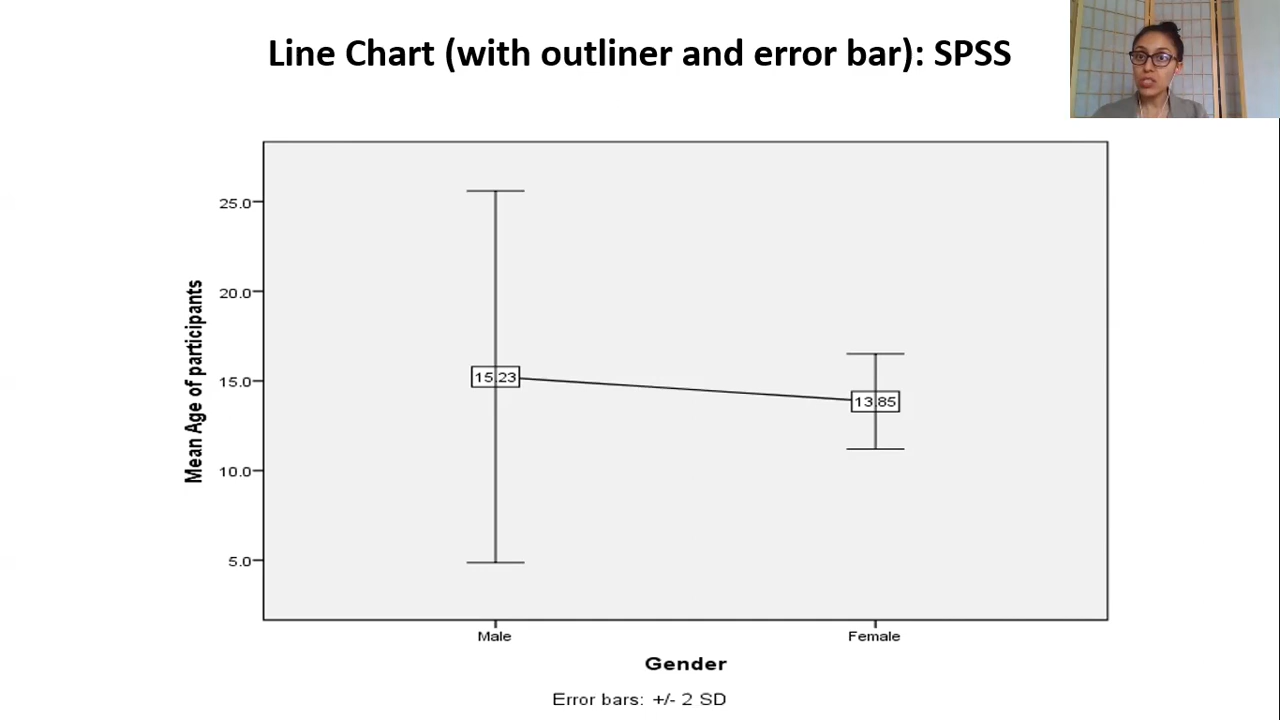 Line Chart (with outliner and error bar): SPSS
25.0
20.0
15.0
10.0
5.0
Mean Age of participants
15.23
13.85
Male
Female
Gender
Error bars: +/- 2 SD